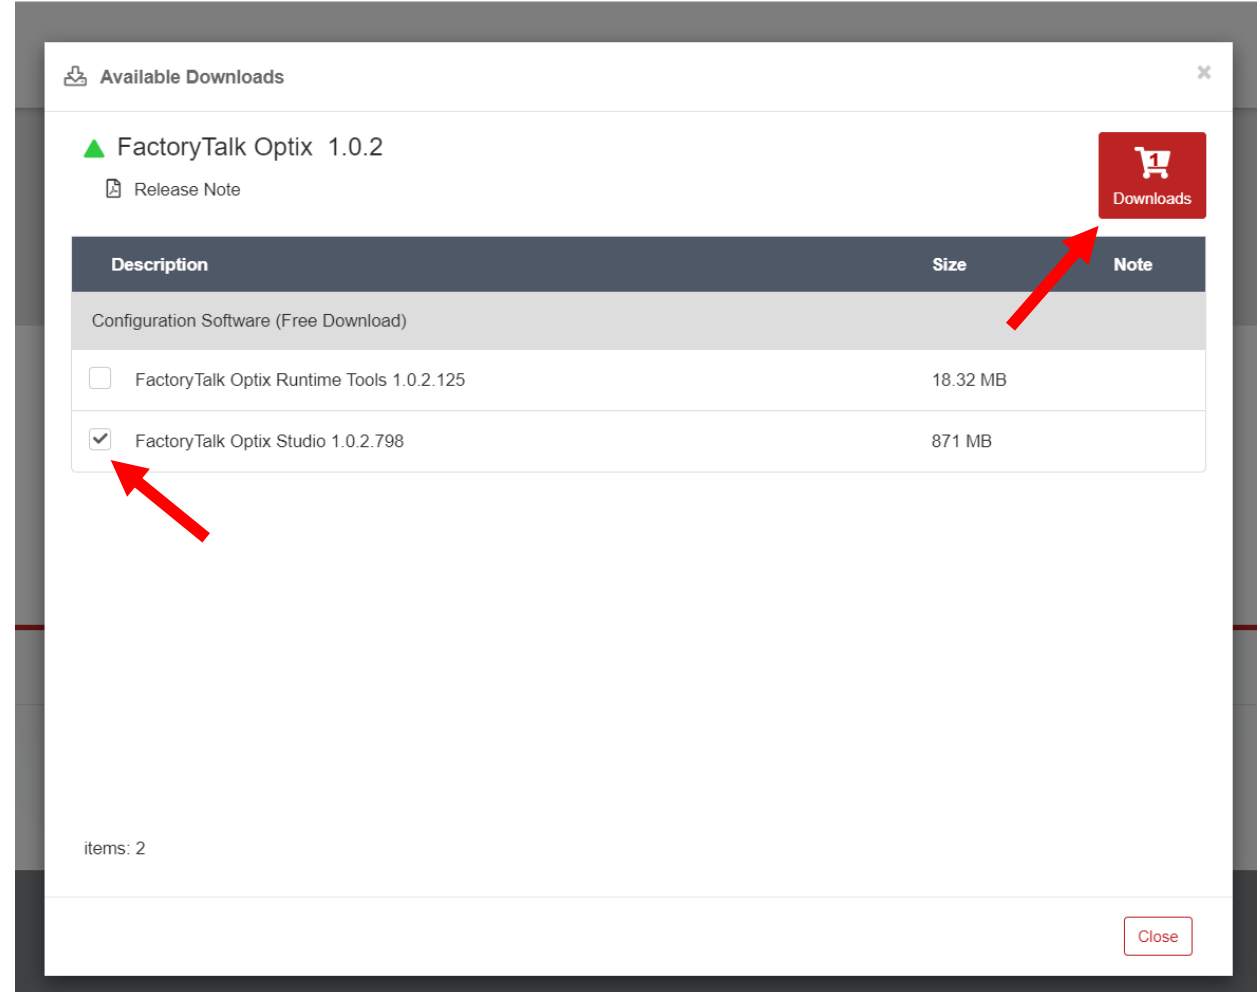 Available Downloads
×
FactoryTalk Optix 1.0.2
1
Release Note
Downloads
Description Size Note
Configuration Software (Free Download)
FactoryTalk Optix Runtime Tools 1.0.2.125 18.32 MB
FactoryTalk Optix Studio 1.0.2.798 871 MB
items: 2
Close